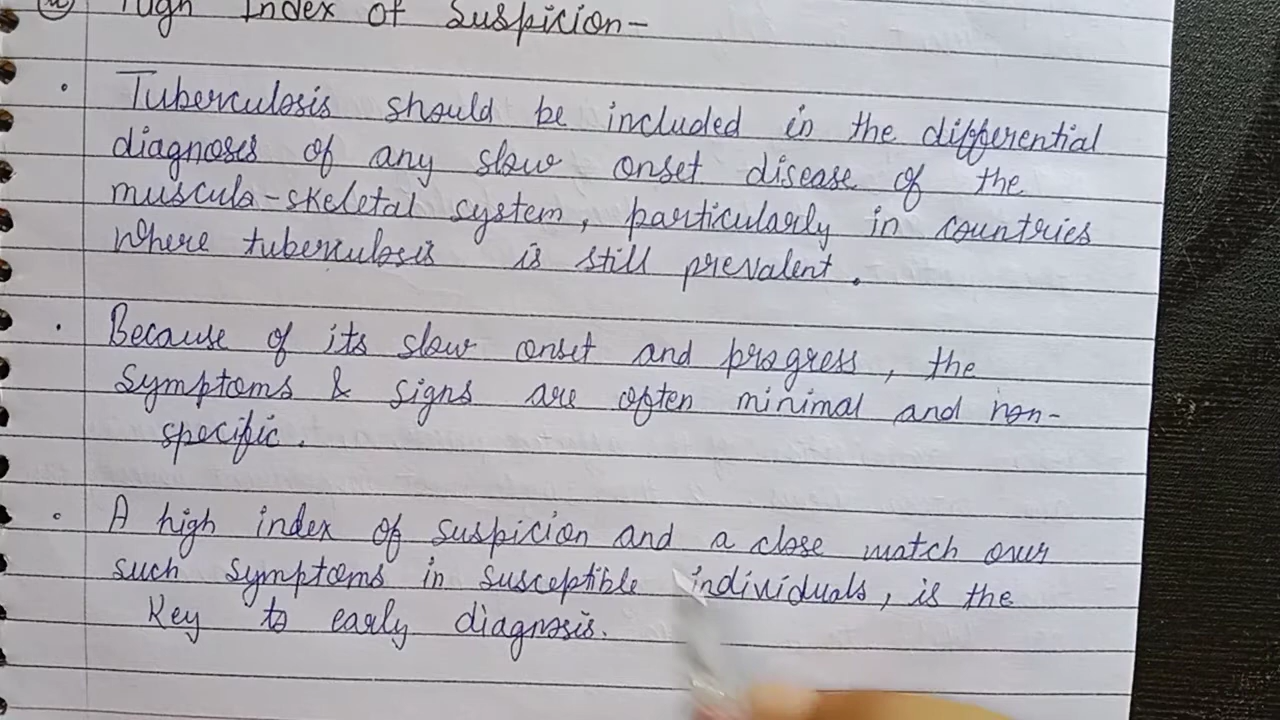 High Index of Suspicion-
• Tuberculosis should be included in the differential
diagnoses of any slow onset disease of the
muscula-skeletal system, particularly in countries
where tuberculosis is still prevalent.
• Because of its slow onset and progress, the
symptoms & signs are often minimal and non-
specific.
• A high index of suspicion and a close watch over
such symptoms in susceptible individuals, is the
Key to early diagnosis.